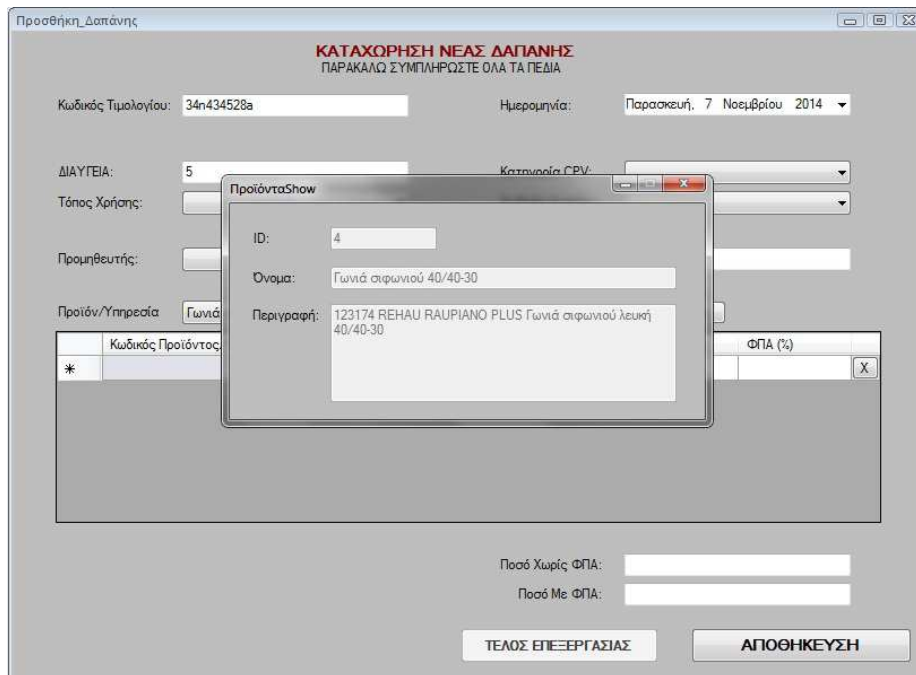 Προσθήκη_Δαπάνης
ΚΑΤΑΧΩΡΗΣΗ ΝΕΑΣ ΔΑΠΑΝΗΣ
ΠΑΡΑΚΑΛΩ ΣΥΜΠΛΗΡΩΣΤΕ ΟΛΑ ΤΑ ΠΕΔΙΑ
Κωδικός Τιμολογίου: 34n434528a Ημερομηνία: Παρασκευή, 7 Νοεμβρίου 2014
ΔΙΑΥΓΕΙΑ: 5 Κατηγορία CPV:
Τόπος Χρήσης:
Προμηθευτής:
Προϊόν/Υπηρεσία Γωνιά
Κωδικός Προϊόντος ΦΠΑ (%)
* X
ΠροϊόνταShow
ID: 4
Όνομα: Γωνιά σιφωνιού 40/40-30
Περιγραφή: 123174 REHAU RAUPIANO PLUS Γωνιά σιφωνιού λευκή
40/40-30
Ποσό Χωρίς ΦΠΑ:
Ποσό Με ΦΠΑ:
ΤΕΛΟΣ ΕΠΕΞΕΡΓΑΣΙΑΣ ΑΠΟΘΗΚΕΥΣΗ